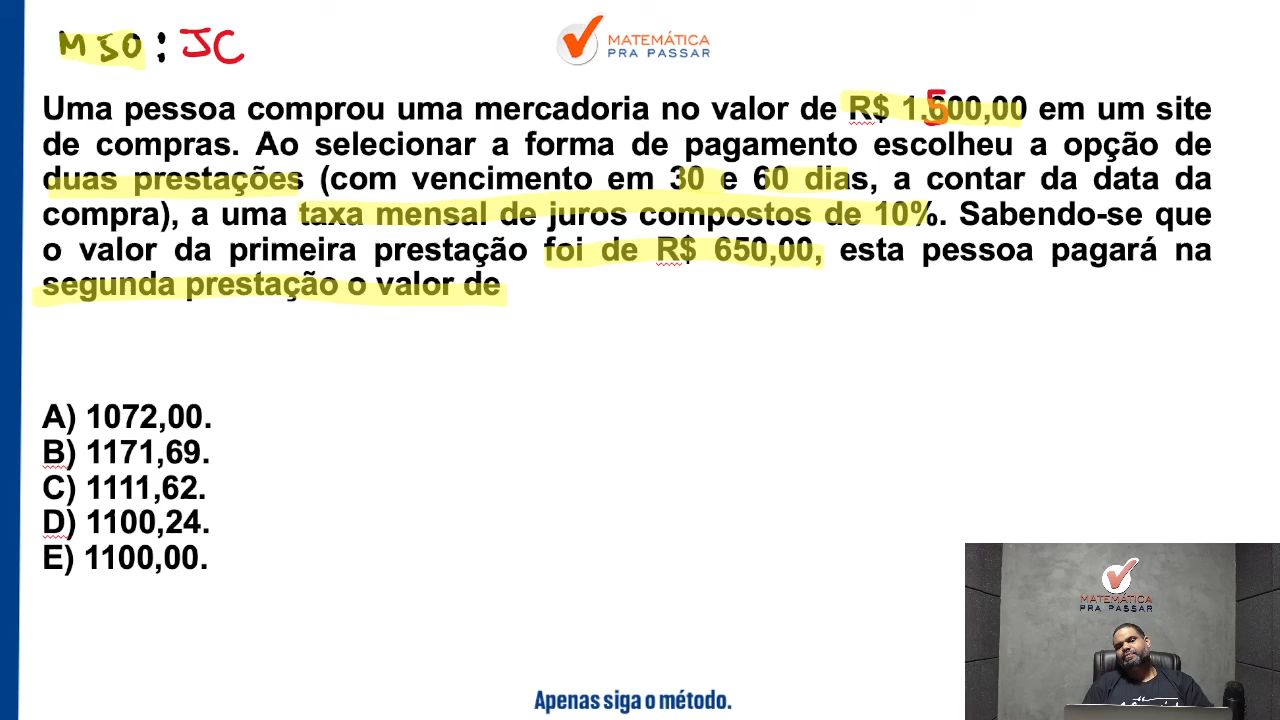 MJO : JC
MATEMÁTICA
PRA PASSAR
Uma pessoa comprou uma mercadoria no valor de R$ 1.500,00 em um site
de compras. Ao selecionar a forma de pagamento escolheu a opção de
duas prestações (com vencimento em 30 e 60 dias, a contar da data da
compra), a uma taxa mensal de juros compostos de 10%. Sabendo-se que
o valor da primeira prestação foi de R$ 650,00, esta pessoa pagará na
segunda prestação o valor de
A) 1072,00.
B) 1171,69.
C) 1111,62.
D) 1100,24.
E) 1100,00.
MATEMÁTICA
PRA PASSAR
Apenas siga o método.